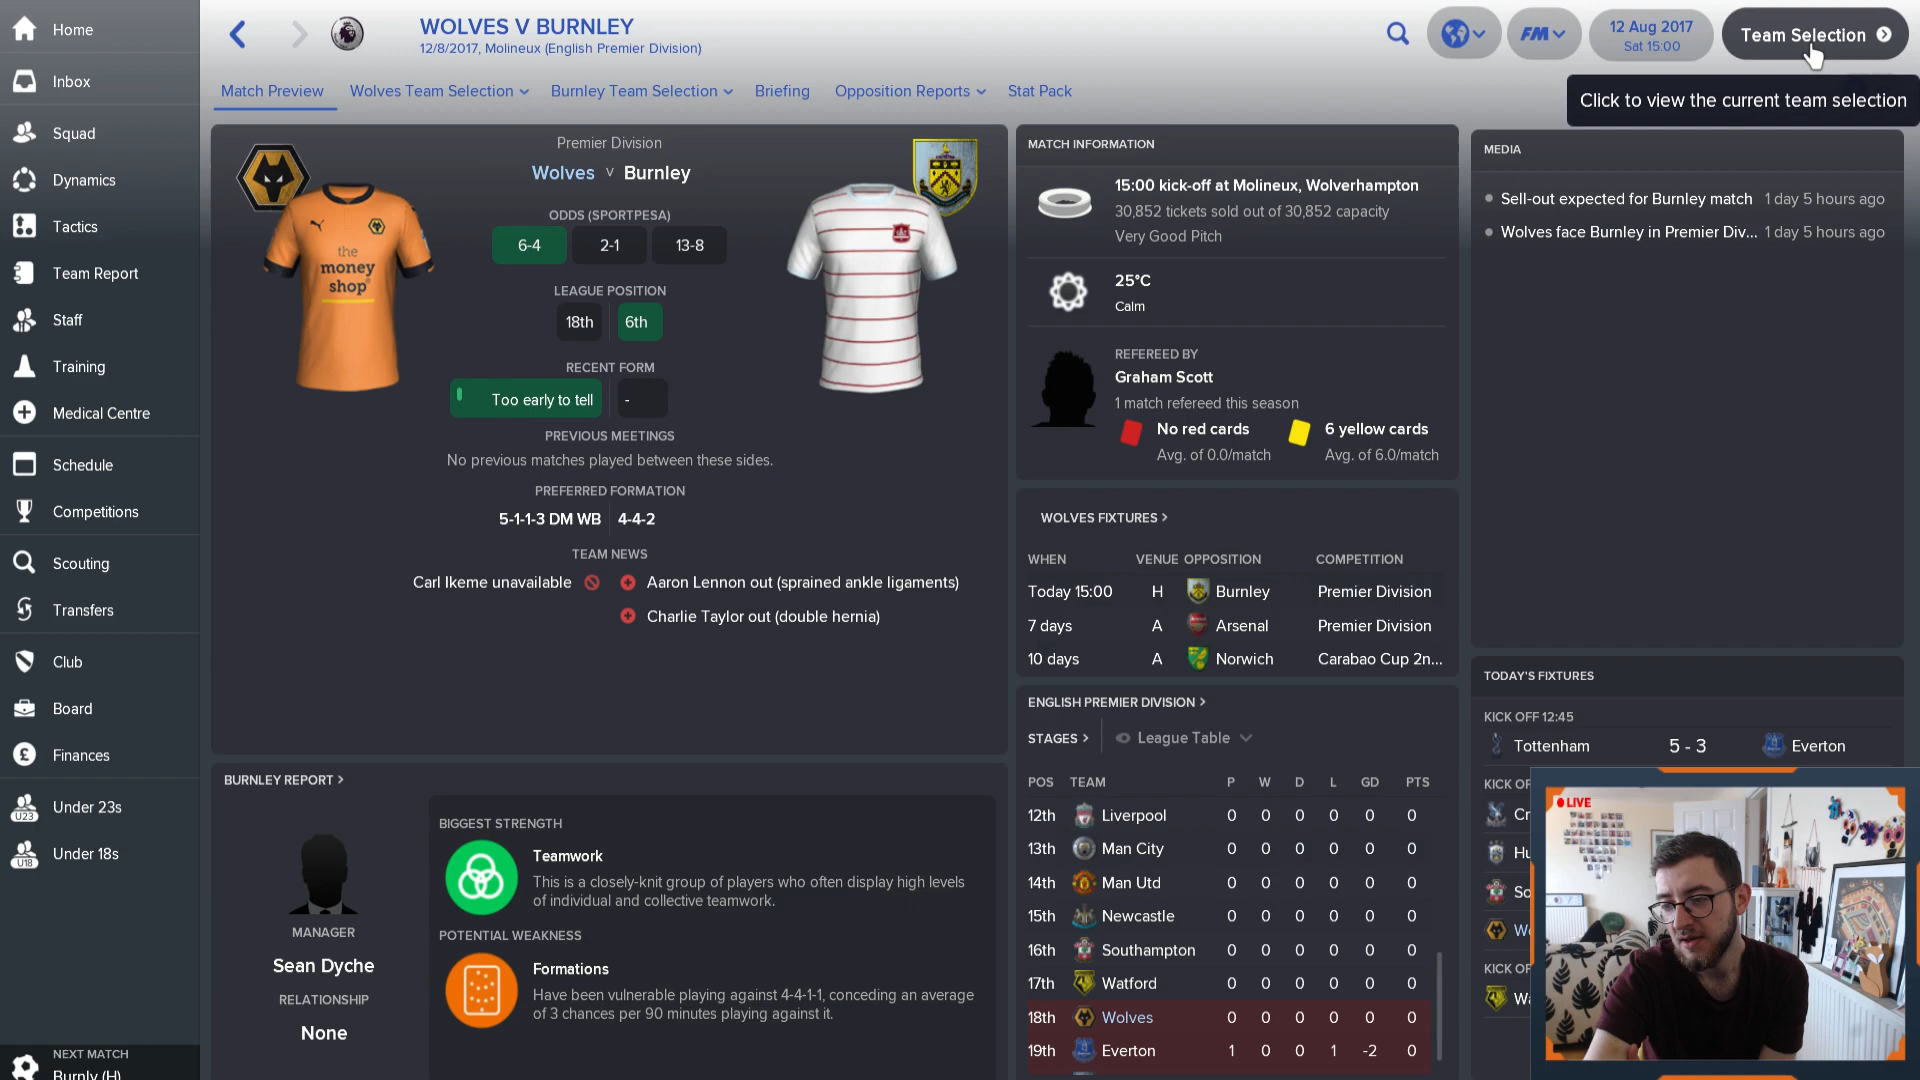 Home
Inbox
Squad
Dynamics
Tactics
Team Report
Staff
Training
Medical Centre
Schedule
Competitions
Scouting
Transfers
Club
Board
Finances
U23
Under 23s
U18
Under 18s
NEXT MATCH
Burnly (H)
WOLVES V BURNLEY
12/8/2017, Molineux (English Premier Division)
FM
12 Aug 2017
Sat 15:00
Team Selection
Click to view the current team selection
Match Preview
Wolves Team Selection
Burnley Team Selection
Briefing
Opposition Reports
Stat Pack
Premier Division
Wolves v Burnley
the
money
shop
ODDS (SPORTPESA)
6-4 2-1 13-8
LEAGUE POSITION
18th 6th
RECENT FORM
Too early to tell -
PREVIOUS MEETINGS
No previous matches played between these sides.
PREFERRED FORMATION
5-1-1-3 DM WB 4-4-2
TEAM NEWS
Carl Ikeme unavailable Aaron Lennon out (sprained ankle ligaments)
Charlie Taylor out (double hernia)
BURNLEY REPORT >
MANAGER
Sean Dyche
RELATIONSHIP
None
BIGGEST STRENGTH
Teamwork
This is a closely-knit group of players who often display high levels
of individual and collective teamwork.
POTENTIAL WEAKNESS
Formations
Have been vulnerable playing against 4-4-1-1, conceding an average
of 3 chances per 90 minutes playing against it.
MATCH INFORMATION
15:00 kick-off at Molineux, Wolverhampton
30,852 tickets sold out of 30,852 capacity
Very Good Pitch
25°C
Calm
REFEREED BY
Graham Scott
1 match refereed this season
No red cards 6 yellow cards
Avg. of 0.0/match Avg. of 6.0/match
WOLVES FIXTURES >
WHEN VENUE OPPOSITION COMPETITION
Today 15:00 H Burnley Premier Division
7 days A Arsenal Premier Division
10 days A Norwich Carabao Cup 2n...
ENGLISH PREMIER DIVISION >
STAGES > League Table
POS TEAM P W D L GD PTS
12th Liverpool 0 0 0 0 0 0
13th Man City 0 0 0 0 0 0
14th Man Utd 0 0 0 0 0 0
15th Newcastle 0 0 0 0 0 0
16th Southampton 0 0 0 0 0 0
17th Watford 0 0 0 0 0 0
18th Wolves 0 0 0 0 0 0
19th Everton 1 0 0 1 -2 0
MEDIA
Sell-out expected for Burnley match 1 day 5 hours ago
Wolves face Burnley in Premier Div... 1 day 5 hours ago
TODAY'S FIXTURES
KICK OFF 12:45
Tottenham 5 - 3 Everton
KICK OF
Cr
Hu
So
Wo
KICK OF
Wa
LIVE